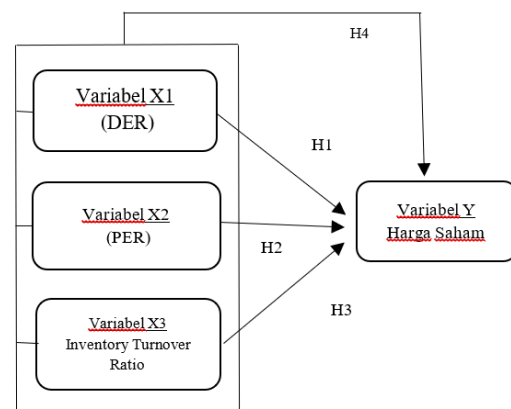 H4
Variabel X1
(DER)
H1
Variabel X2
(PER)
H2
Variabel Y
Harga Saham
H3
Variabel X3
Inventory Turnover
Ratio